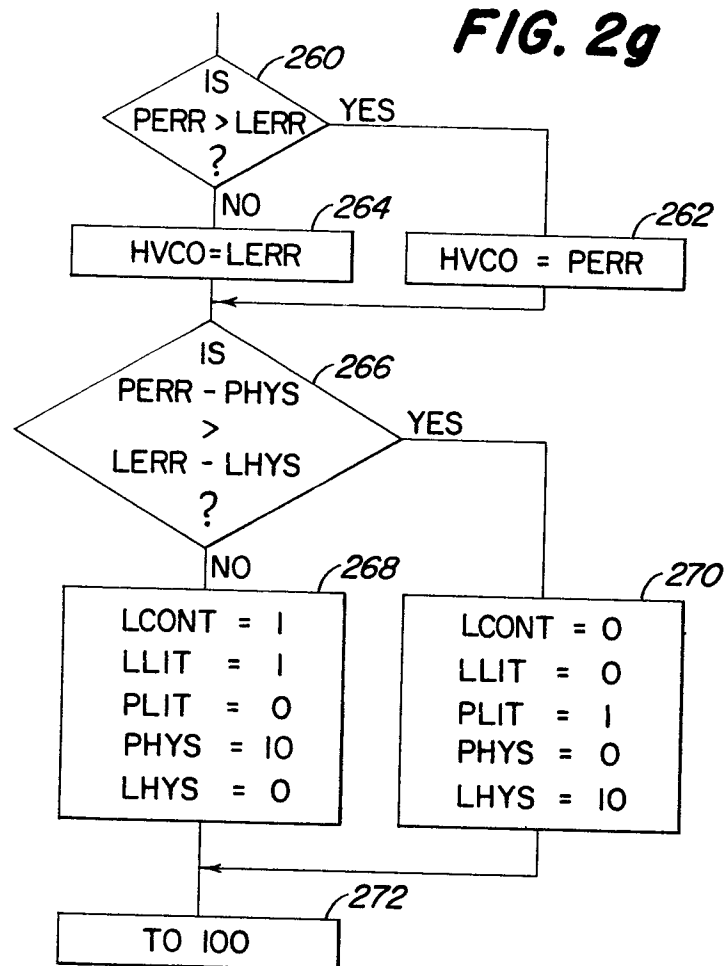 FIG. 2g
260
IS
PERR > LERR
?
YES
NO
264
HVCO=LERR
262
HVCO = PERR
IS
266
PERR - PHYS
>
LERR - LHYS
?
YES
NO
268
LCONT = 1
LLIT = 1
PLIT = 0
PHYS = 10
LHYS = 0
270
LCONT = 0
LLIT = 0
PLIT = 1
PHYS = 0
LHYS = 10
272
TO 100